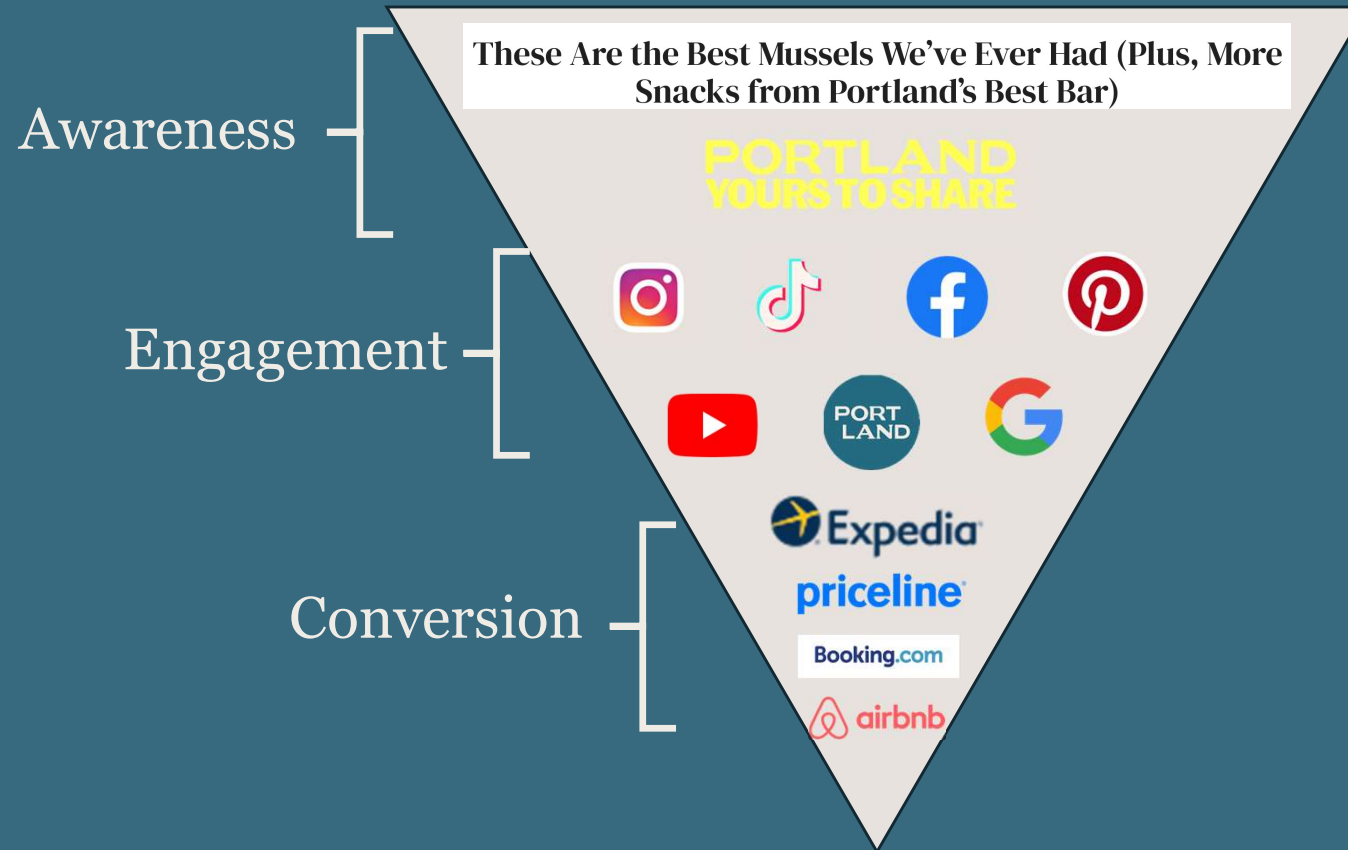 These Are the Best Mussels We’ve Ever Had (Plus, More
Snacks from Portland’s Best Bar)
Awareness
PORTLAND
YOURS TO SHARE
Engagement
PORT
LAND
Expedia
priceline
Conversion
Booking.com
airbnb